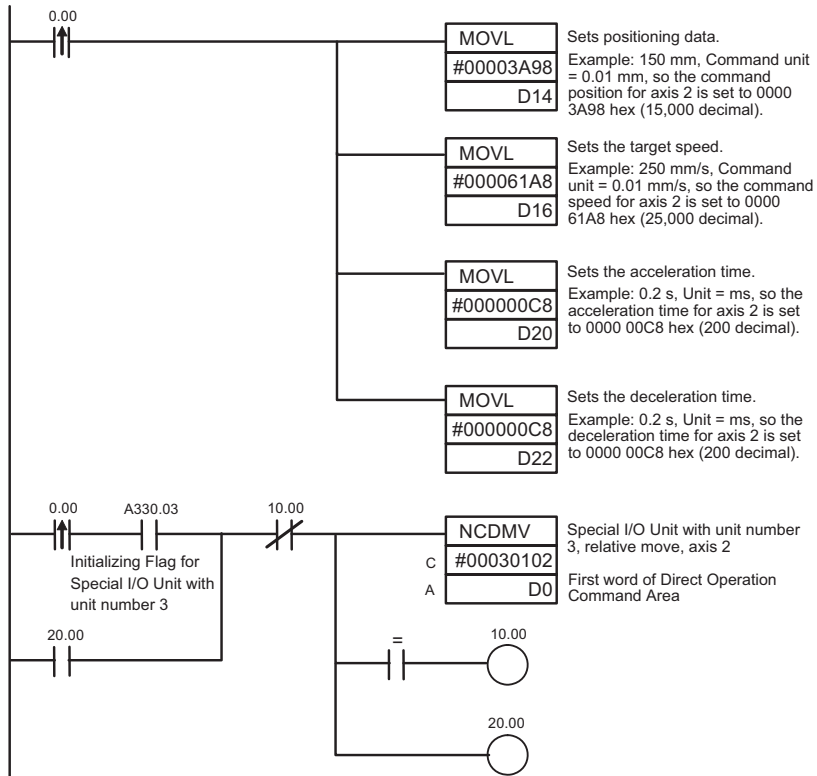 0.00
MOVL
#00003A98
D14
Sets positioning data.
Example: 150 mm, Command unit
= 0.01 mm, so the command
position for axis 2 is set to 0000
3A98 hex (15,000 decimal).
MOVL
#000061A8
D16
Sets the target speed.
Example: 250 mm/s, Command
unit = 0.01 mm/s, so the command
speed for axis 2 is set to 0000
61A8 hex (25,000 decimal).
MOVL
#000000C8
D20
Sets the acceleration time.
Example: 0.2 s, Unit = ms, so the
acceleration time for axis 2 is set
to 0000 00C8 hex (200 decimal).
MOVL
#000000C8
D22
Sets the deceleration time.
Example: 0.2 s, Unit = ms, so the
deceleration time for axis 2 is set
to 0000 00C8 hex (200 decimal).
0.00 A330.03 10.00
Initializing Flag for
Special I/O Unit with
unit number 3
NCDMV
C #00030102
A D0
Special I/O Unit with unit number
3, relative move, axis 2
First word of Direct Operation
Command Area
20.00
= 10.00
20.00